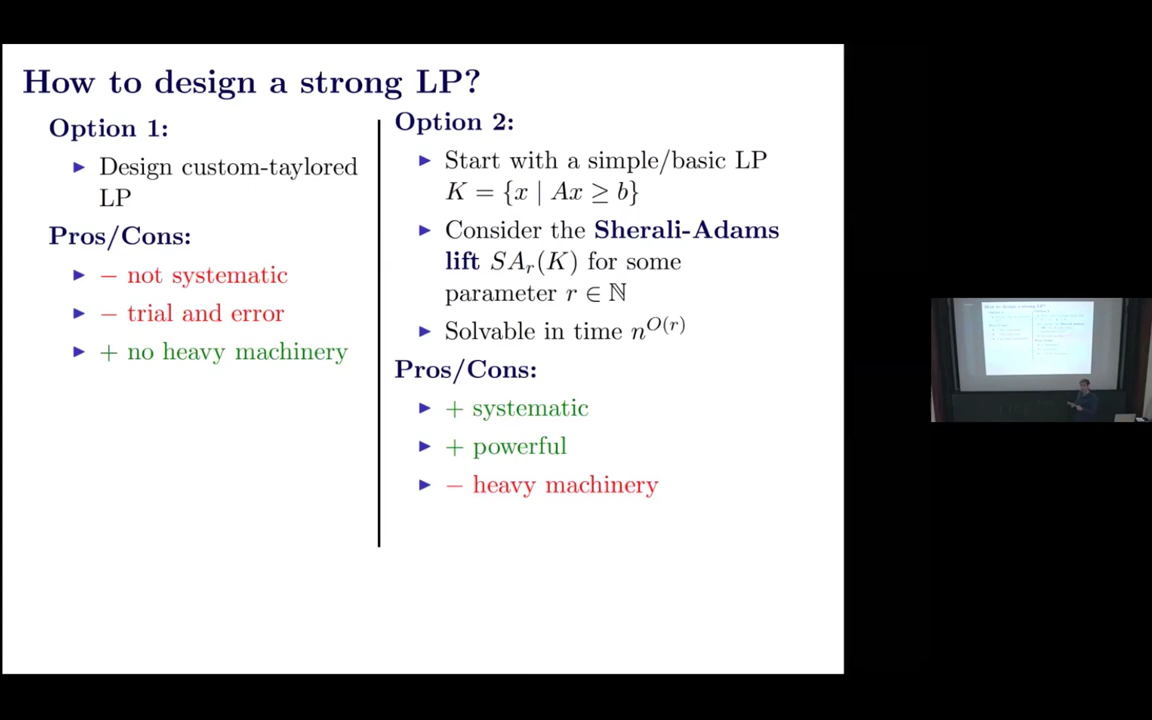 How to design a strong LP?
Option 1:
▶ Design custom-taylored
LP
Pros/Cons:
▶ − not systematic
▶ − trial and error
▶ + no heavy machinery
Option 2:
▶ Start with a simple/basic LP
K = {x | Ax ≥ b}
▶ Consider the Sherali-Adams
lift SA_r(K) for some
parameter r ∈ ℕ
▶ Solvable in time n^{O(r)}
Pros/Cons:
▶ + systematic
▶ + powerful
▶ − heavy machinery